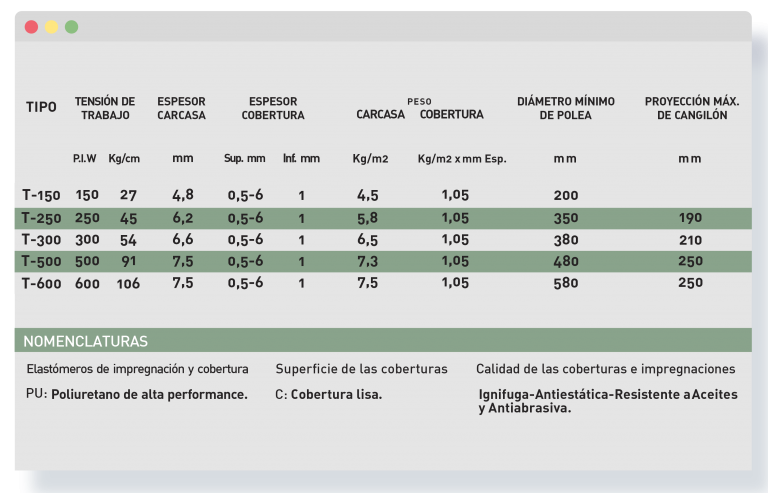 TIPO TENSIÓN DE TRABAJO ESPESOR CARCASA ESPESOR COBERTURA PESO CARCASA COBERTURA DIÁMETRO MÍNIMO DE POLEA PROYECCIÓN MÁX. DE CANGILÓN
P.I.W Kg/cm mm Sup. mm Inf. mm Kg/m2 Kg/m2 x mm Esp. mm mm
T-150 150 27 4,8 0,5-6 1 4,5 1,05 200
T-250 250 45 6,2 0,5-6 1 5,8 1,05 350 190
T-300 300 54 6,6 0,5-6 1 6,5 1,05 380 210
T-500 500 91 7,5 0,5-6 1 7,3 1,05 480 250
T-600 600 106 7,5 0,5-6 1 7,5 1,05 580 250
NOMENCLATURAS
Elastómeros de impregnación y cobertura Superficie de las coberturas Calidad de las coberturas e impregnaciones
PU: Poliuretano de alta performance. C: Cobertura lisa. Ignifuga-Antiestática-Resistente a Aceites
y Antiabrasiva.